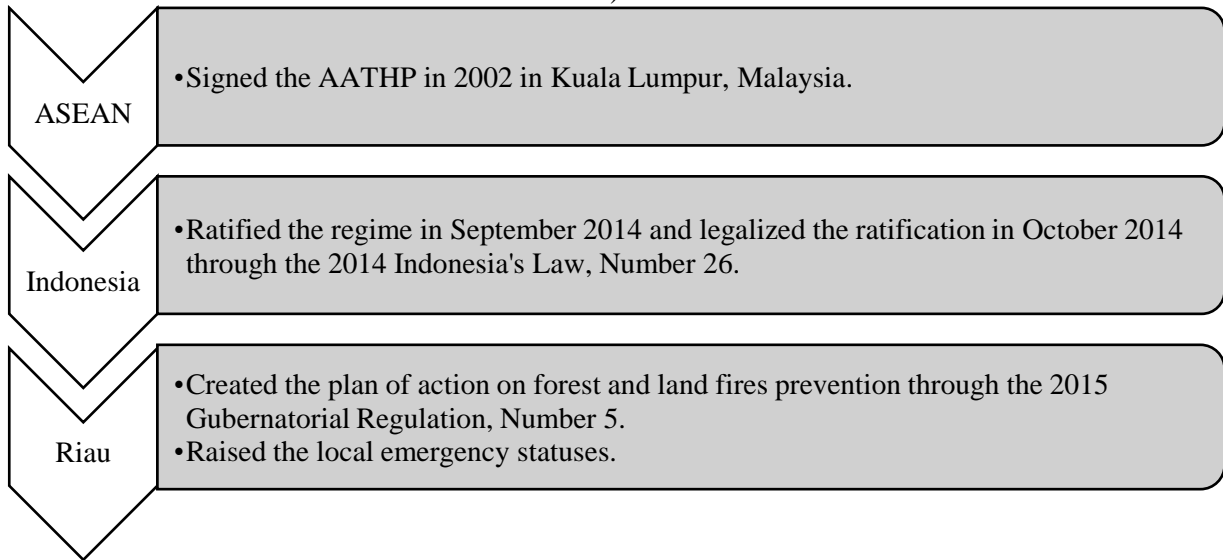 ASEAN
•Signed the AATHP in 2002 in Kuala Lumpur, Malaysia.
Indonesia
•Ratified the regime in September 2014 and legalized the ratification in October 2014
through the 2014 Indonesia's Law, Number 26.
Riau
•Created the plan of action on forest and land fires prevention through the 2015
Gubernatorial Regulation, Number 5.
•Raised the local emergency statuses.